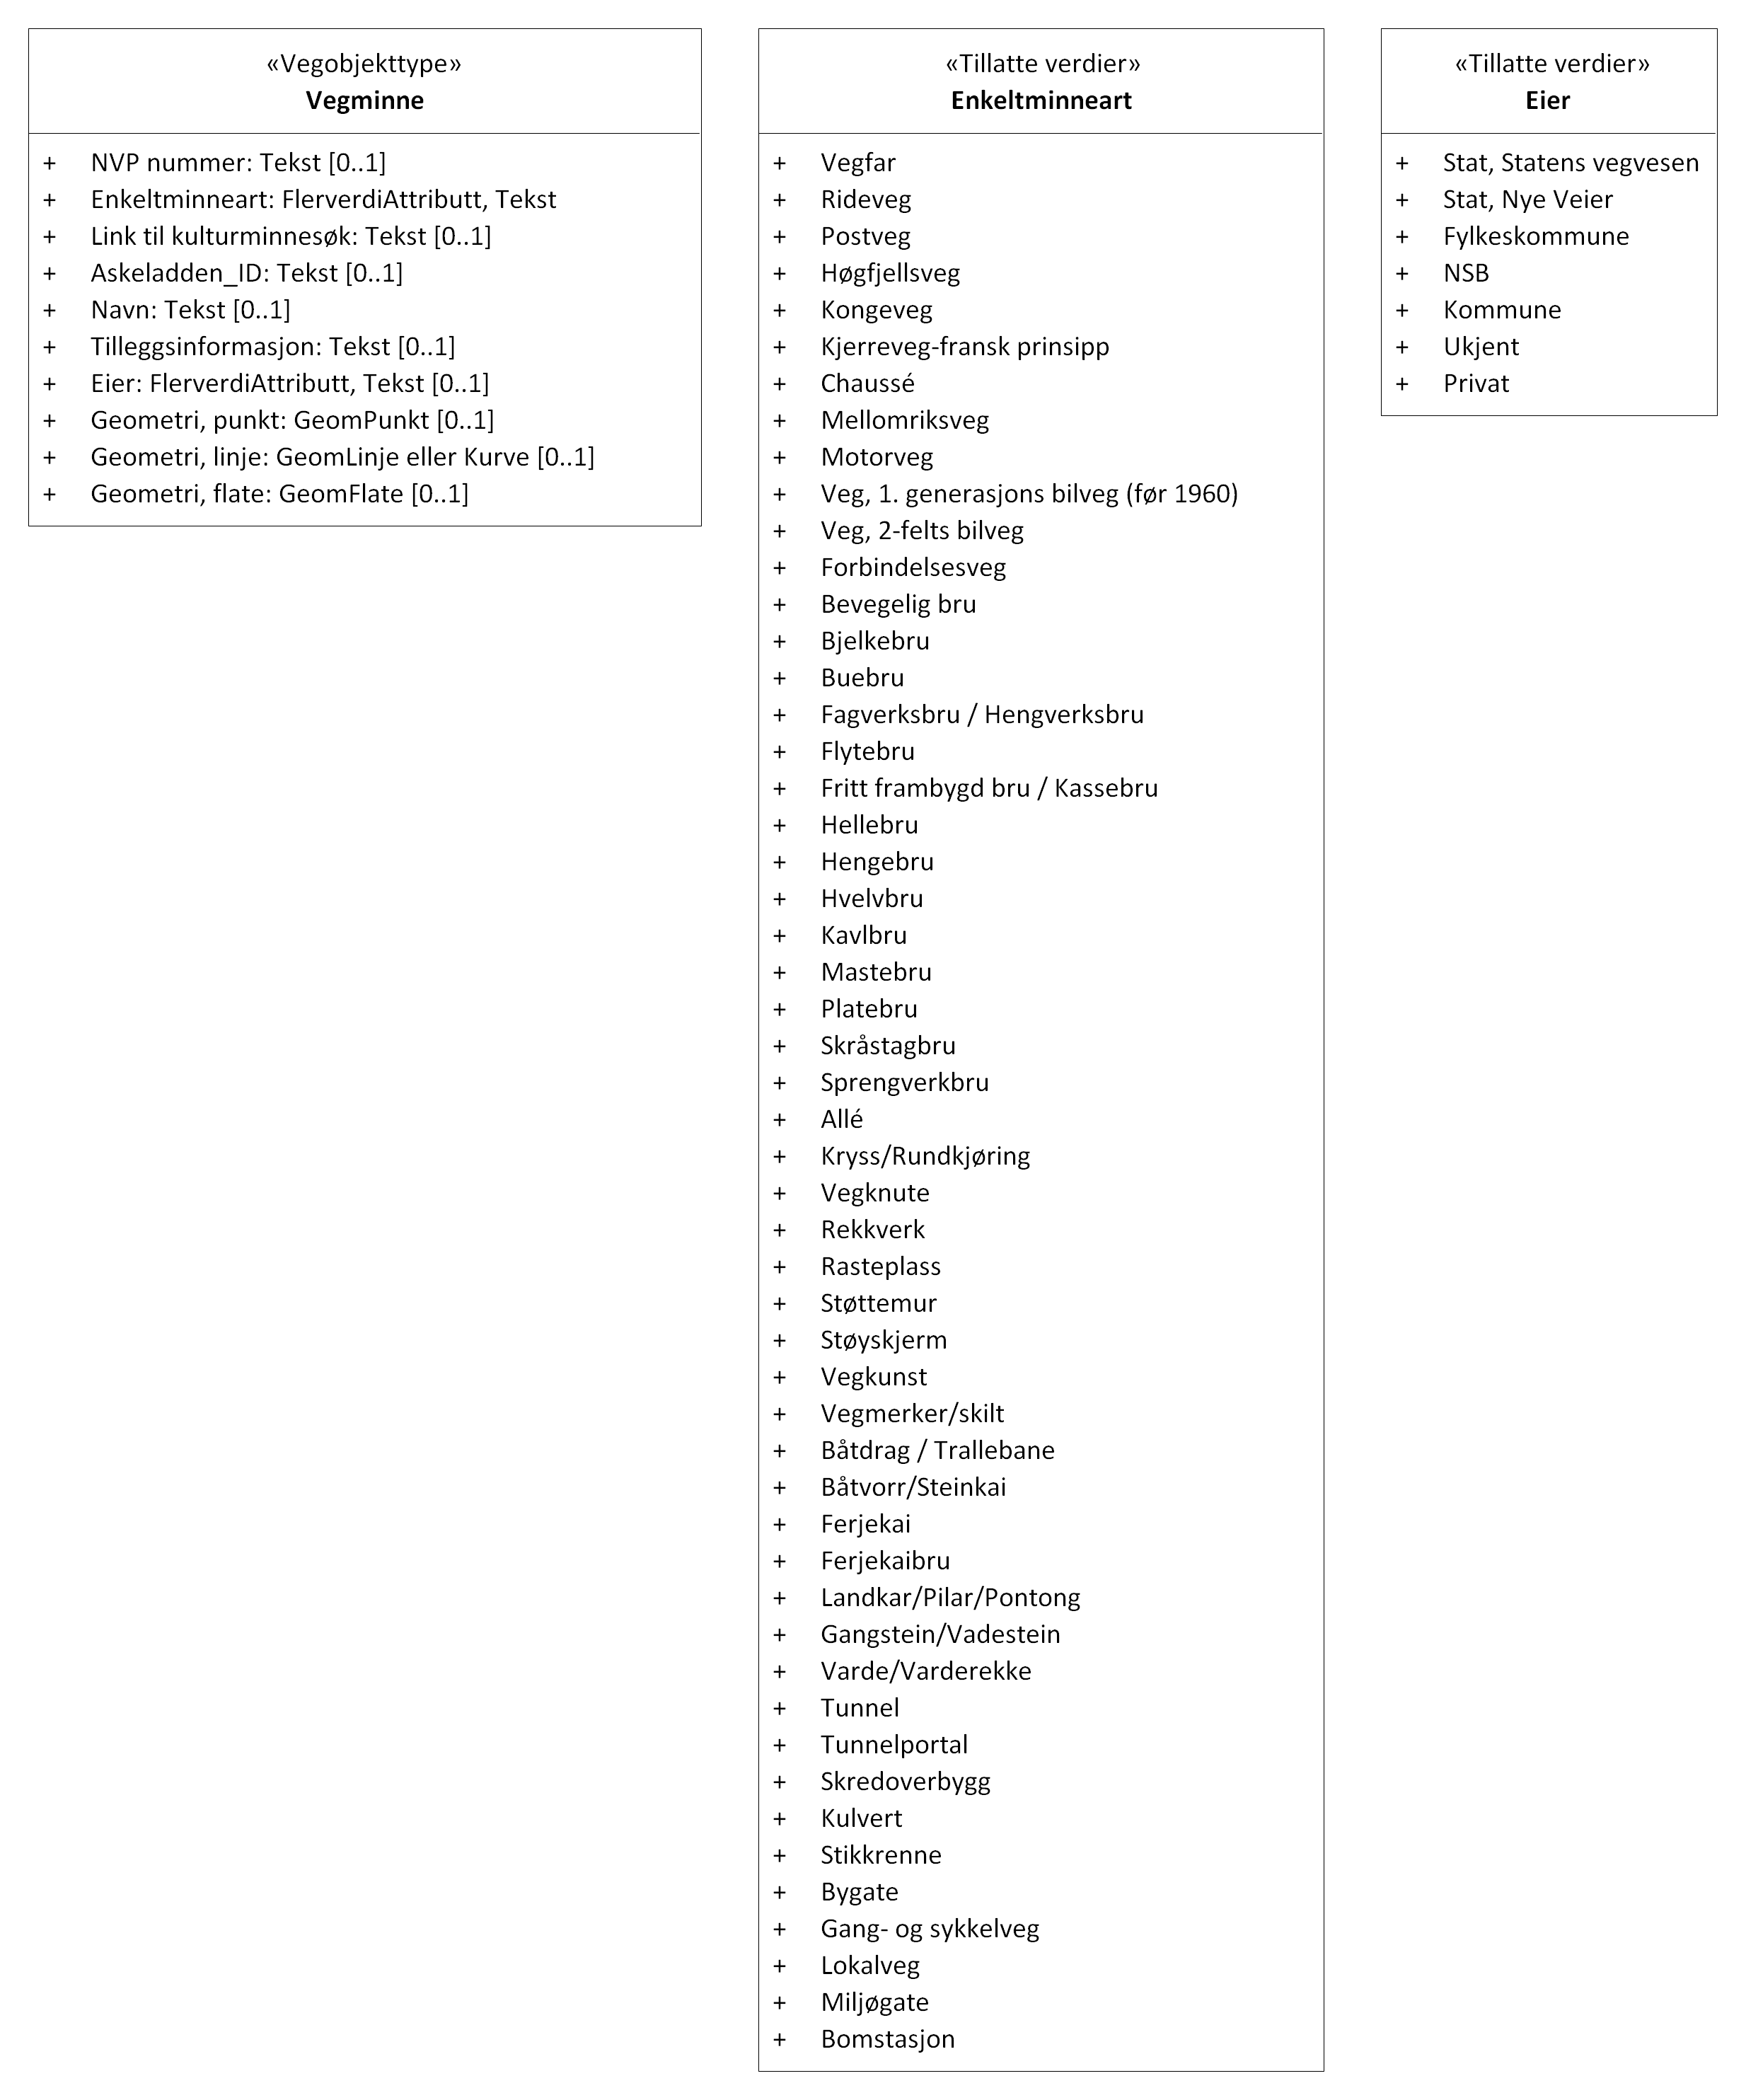 «Vegobjekttype»
Vegminne
+ NVP nummer: Tekst [0..1]
+ Enkeltminneart: FlerverdiAttributt, Tekst
+ Link til kulturminnesøk: Tekst [0..1]
+ Askeladden_ID: Tekst [0..1]
+ Navn: Tekst [0..1]
+ Tilleggsinformasjon: Tekst [0..1]
+ Eier: FlerverdiAttributt, Tekst [0..1]
+ Geometri, punkt: GeomPunkt [0..1]
+ Geometri, linje: GeomLinje eller Kurve [0..1]
+ Geometri, flate: GeomFlate [0..1]
«Tillatte verdier»
Enkeltminneart
+ Vegfar
+ Rideveg
+ Postveg
+ Høgfjellsveg
+ Kongeveg
+ Kjerreveg-fransk prinsipp
+ Chaussé
+ Mellomriksveg
+ Motorveg
+ Veg, 1. generasjons bilveg (før 1960)
+ Veg, 2-felts bilveg
+ Forbindelsesveg
+ Bevegelig bru
+ Bjelkebru
+ Buebru
+ Fagverksbru / Hengverksbru
+ Flytebru
+ Fritt frambygd bru / Kassebru
+ Hellebru
+ Hengebru
+ Hvelvbru
+ Kavlbru
+ Mastebru
+ Platebru
+ Skråstagbru
+ Sprengverkbru
+ Allé
+ Kryss/Rundkjøring
+ Vegknute
+ Rekkverk
+ Rasteplass
+ Støttemur
+ Støyskjerm
+ Vegkunst
+ Vegmerker/skilt
+ Båtdrag / Trallebane
+ Båtvorr/Steinkai
+ Ferjekai
+ Ferjekaibru
+ Landkar/Pilar/Pontong
+ Gangstein/Vadestein
+ Varde/Varderekke
+ Tunnel
+ Tunnelportal
+ Skredoverbygg
+ Kulvert
+ Stikkrenne
+ Bygate
+ Gang- og sykkelveg
+ Lokalveg
+ Miljøgate
+ Bomstasjon
«Tillatte verdier»
Eier
+ Stat, Statens vegvesen
+ Stat, Nye Veier
+ Fylkeskommune
+ NSB
+ Kommune
+ Ukjent
+ Privat